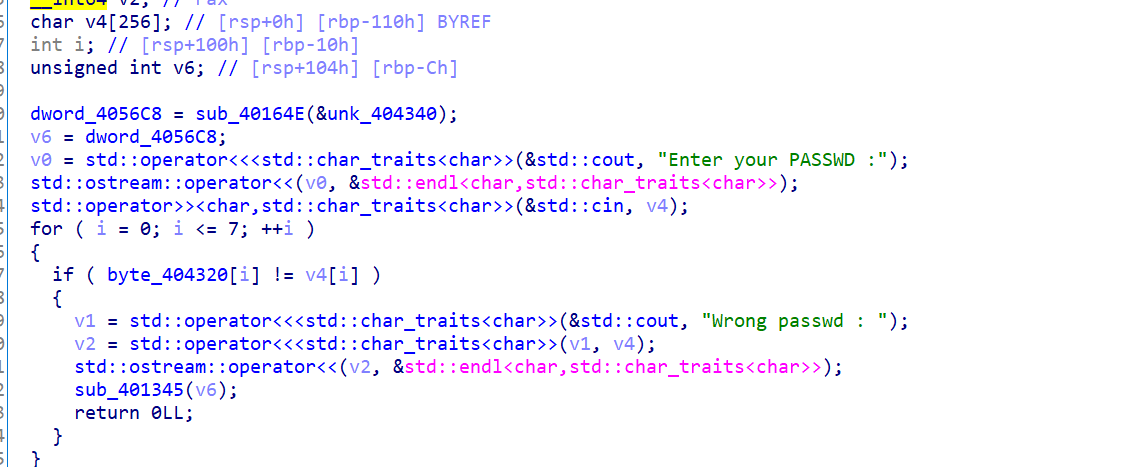 __int64 v2; // rax
char v4[256]; // [rsp+0h] [rbp-110h] BYREF
int i; // [rsp+100h] [rbp-10h]
unsigned int v6; // [rsp+104h] [rbp-Ch]
dword_4056C8 = sub_40164E(&unk_404340);
v6 = dword_4056C8;
v0 = std::operator<<<std::char_traits<char>>(&std::cout, "Enter your PASSWD :");
std::ostream::operator<<(v0, &std::endl<char,std::char_traits<char>>);
std::operator>><char,std::char_traits<char>>(&std::cin, v4);
for ( i = 0; i <= 7; ++i )
{
if ( byte_404320[i] != v4[i] )
{
v1 = std::operator<<<std::char_traits<char>>(&std::cout, "Wrong passwd : ");
v2 = std::operator<<<std::char_traits<char>>(v1, v4);
std::ostream::operator<<(v2, &std::endl<char,std::char_traits<char>>);
sub_401345(v6);
return 0LL;
}
}